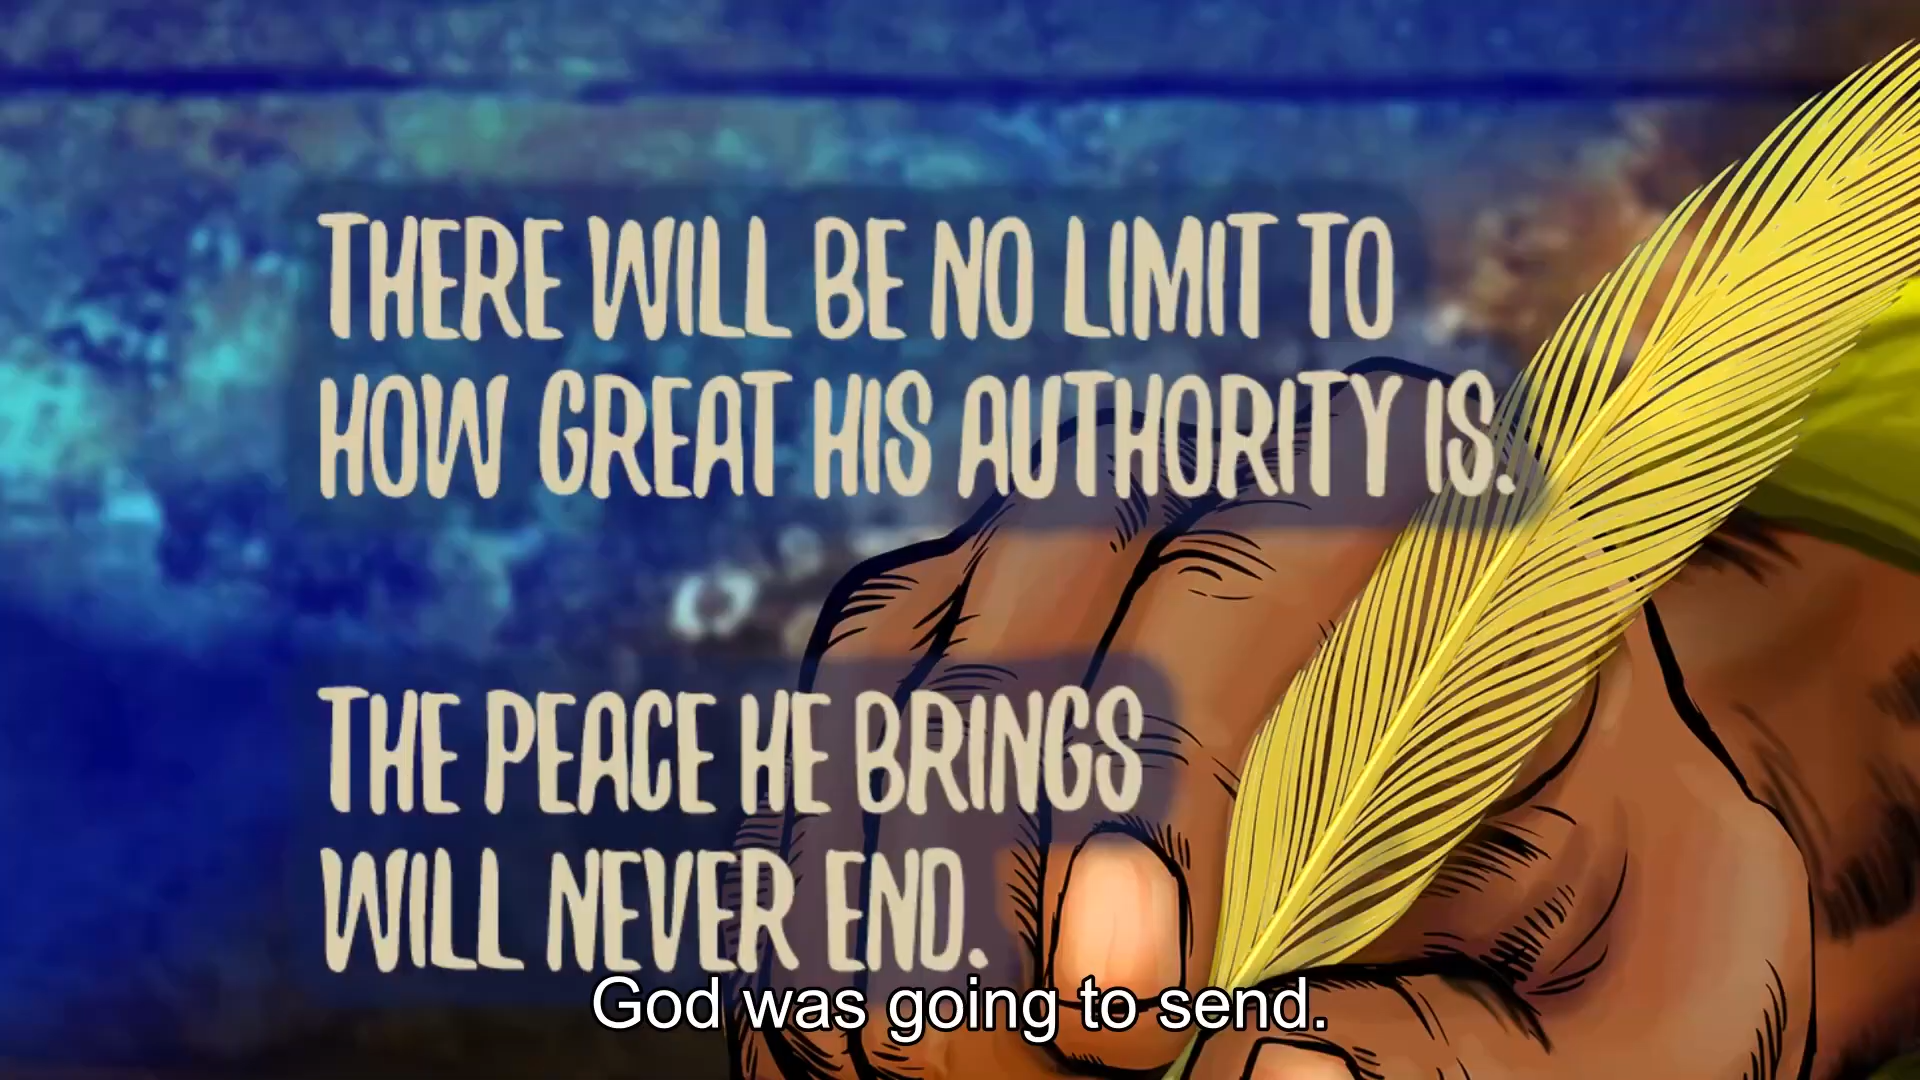 THERE WILL BE NO LIMIT TO
HOW GREAT HIS AUTHORITY IS.
THE PEACE HE BRINGS
WILL NEVER END.
God was going to send.